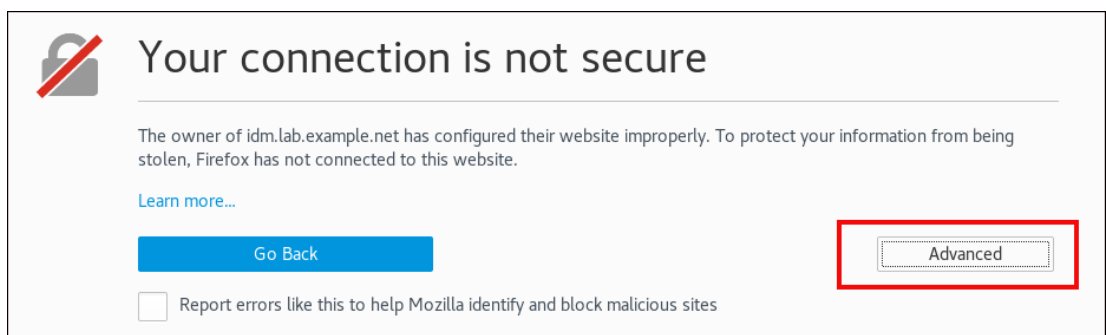 Your connection is not secure
The owner of idm.lab.example.net has configured their website improperly. To protect your information from being
stolen, Firefox has not connected to this website.
Learn more...
Go Back
Advanced
Report errors like this to help Mozilla identify and block malicious sites